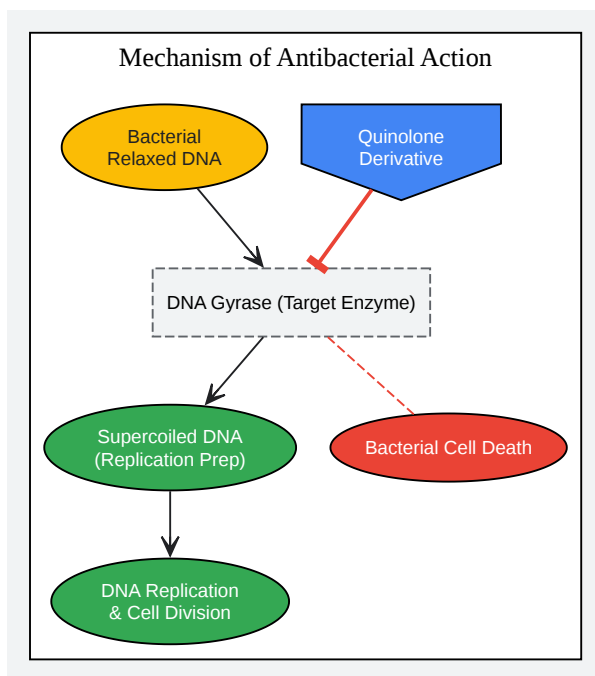 Mechanism of Antibacterial Action
Bacterial
Relaxed DNA
Quinolone
Derivative
DNA Gyrase (Target Enzyme)
Supercoiled DNA
(Replication Prep)
Bacterial Cell Death
DNA Replication
& Cell Division